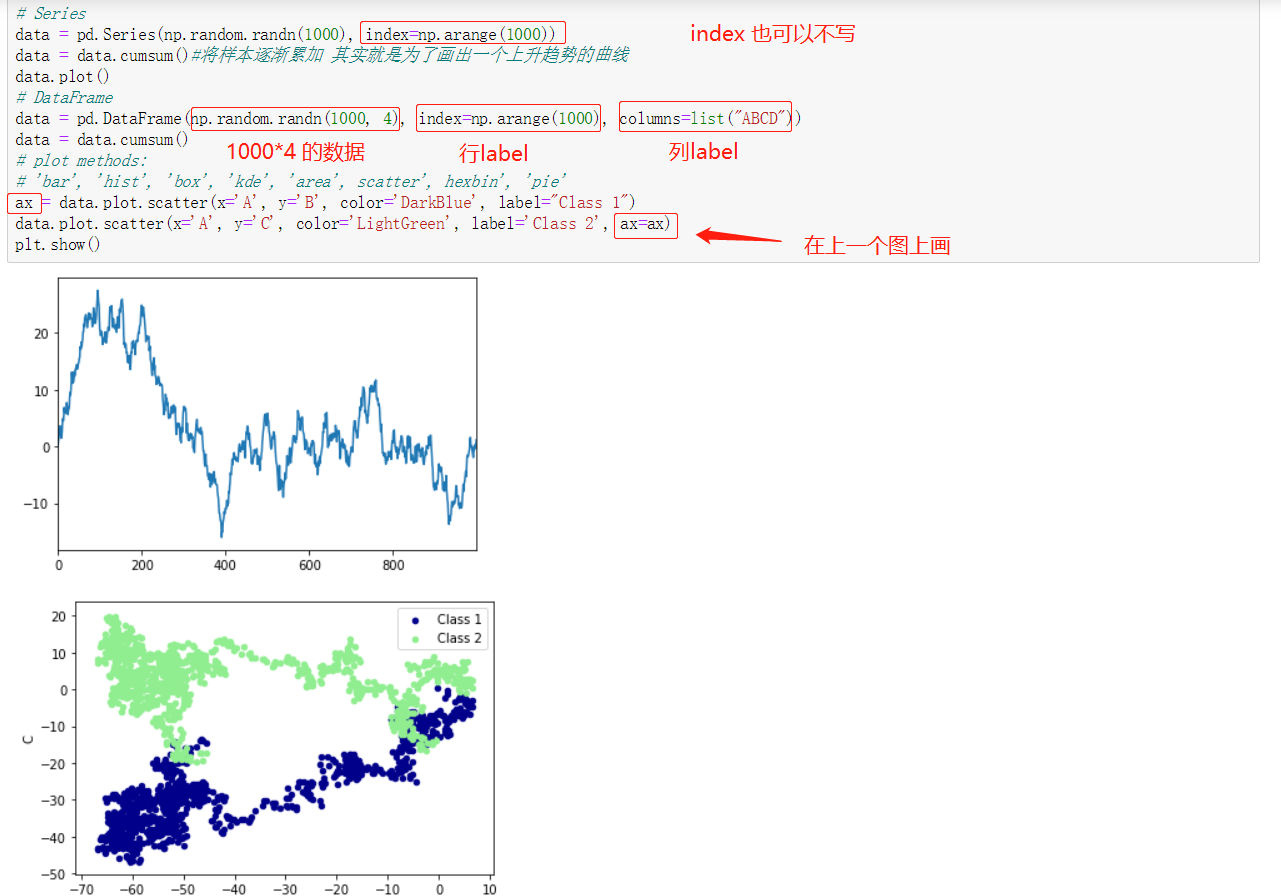 # Series
data = pd.Series(np.random.randn(1000), index=np.arange(1000))
index 也可以不写
data = data.cumsum()#将样本逐渐累加 其实就是为了画出一个上升趋势的曲线
data.plot()
# DataFrame
data = pd.DataFrame(np.random.randn(1000, 4), index=np.arange(1000), columns=list("ABCD"))
data = data.cumsum()
1000*4 的数据
行label
列label
# plot methods:
# 'bar', 'hist', 'box', 'kde', 'area', scatter', hexbin', 'pie'
ax = data.plot.scatter(x='A', y='B', color='DarkBlue', label="Class 1")
data.plot.scatter(x='A', y='C', color='LightGreen', label='Class 2', ax=ax)
plt.show()
在上一个图上画
20
10
0
−10
0 200 400 600 800
Class 1
Class 2
20
10
0
−10
−20
−30
−40
−50
C
−70 −60 −50 −40 −30 −20 −10 0 10